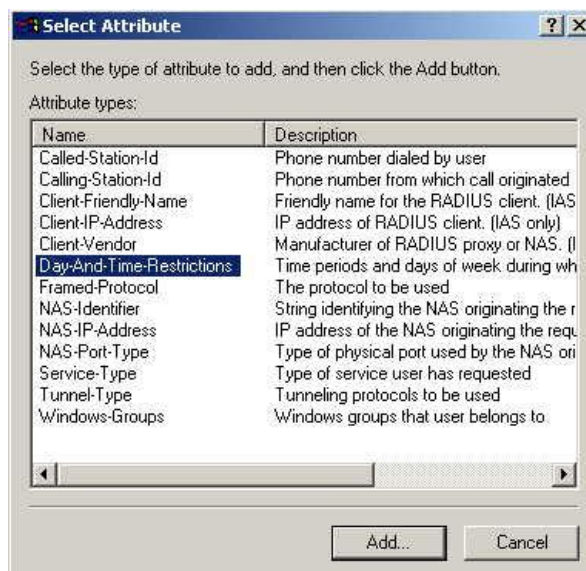 Select Attribute
Select the type of attribute to add, and then click the Add button.
Attribute types:
Name Description
Called-Station-Id Phone number dialed by user
Calling-Station-Id Phone number from which call originated
Client-Friendly-Name Friendly name for the RADIUS client. (IAS
Client-IP-Address IP address of RADIUS client. (IAS only)
Client-Vendor Manufacturer of RADIUS proxy or NAS. (I
Day-And-Time-Restrictions Time periods and days of week during wh
Framed-Protocol The protocol to be used
NAS-Identifier String identifying the NAS originating the r
NAS-IP-Address IP address of the NAS originating the requ
NAS-Port-Type Type of physical port used by the NAS ori
Service-Type Type of service user has requested
Tunnel-Type Tunneling protocols to be used
Windows-Groups Windows groups that user belongs to
Add... Cancel